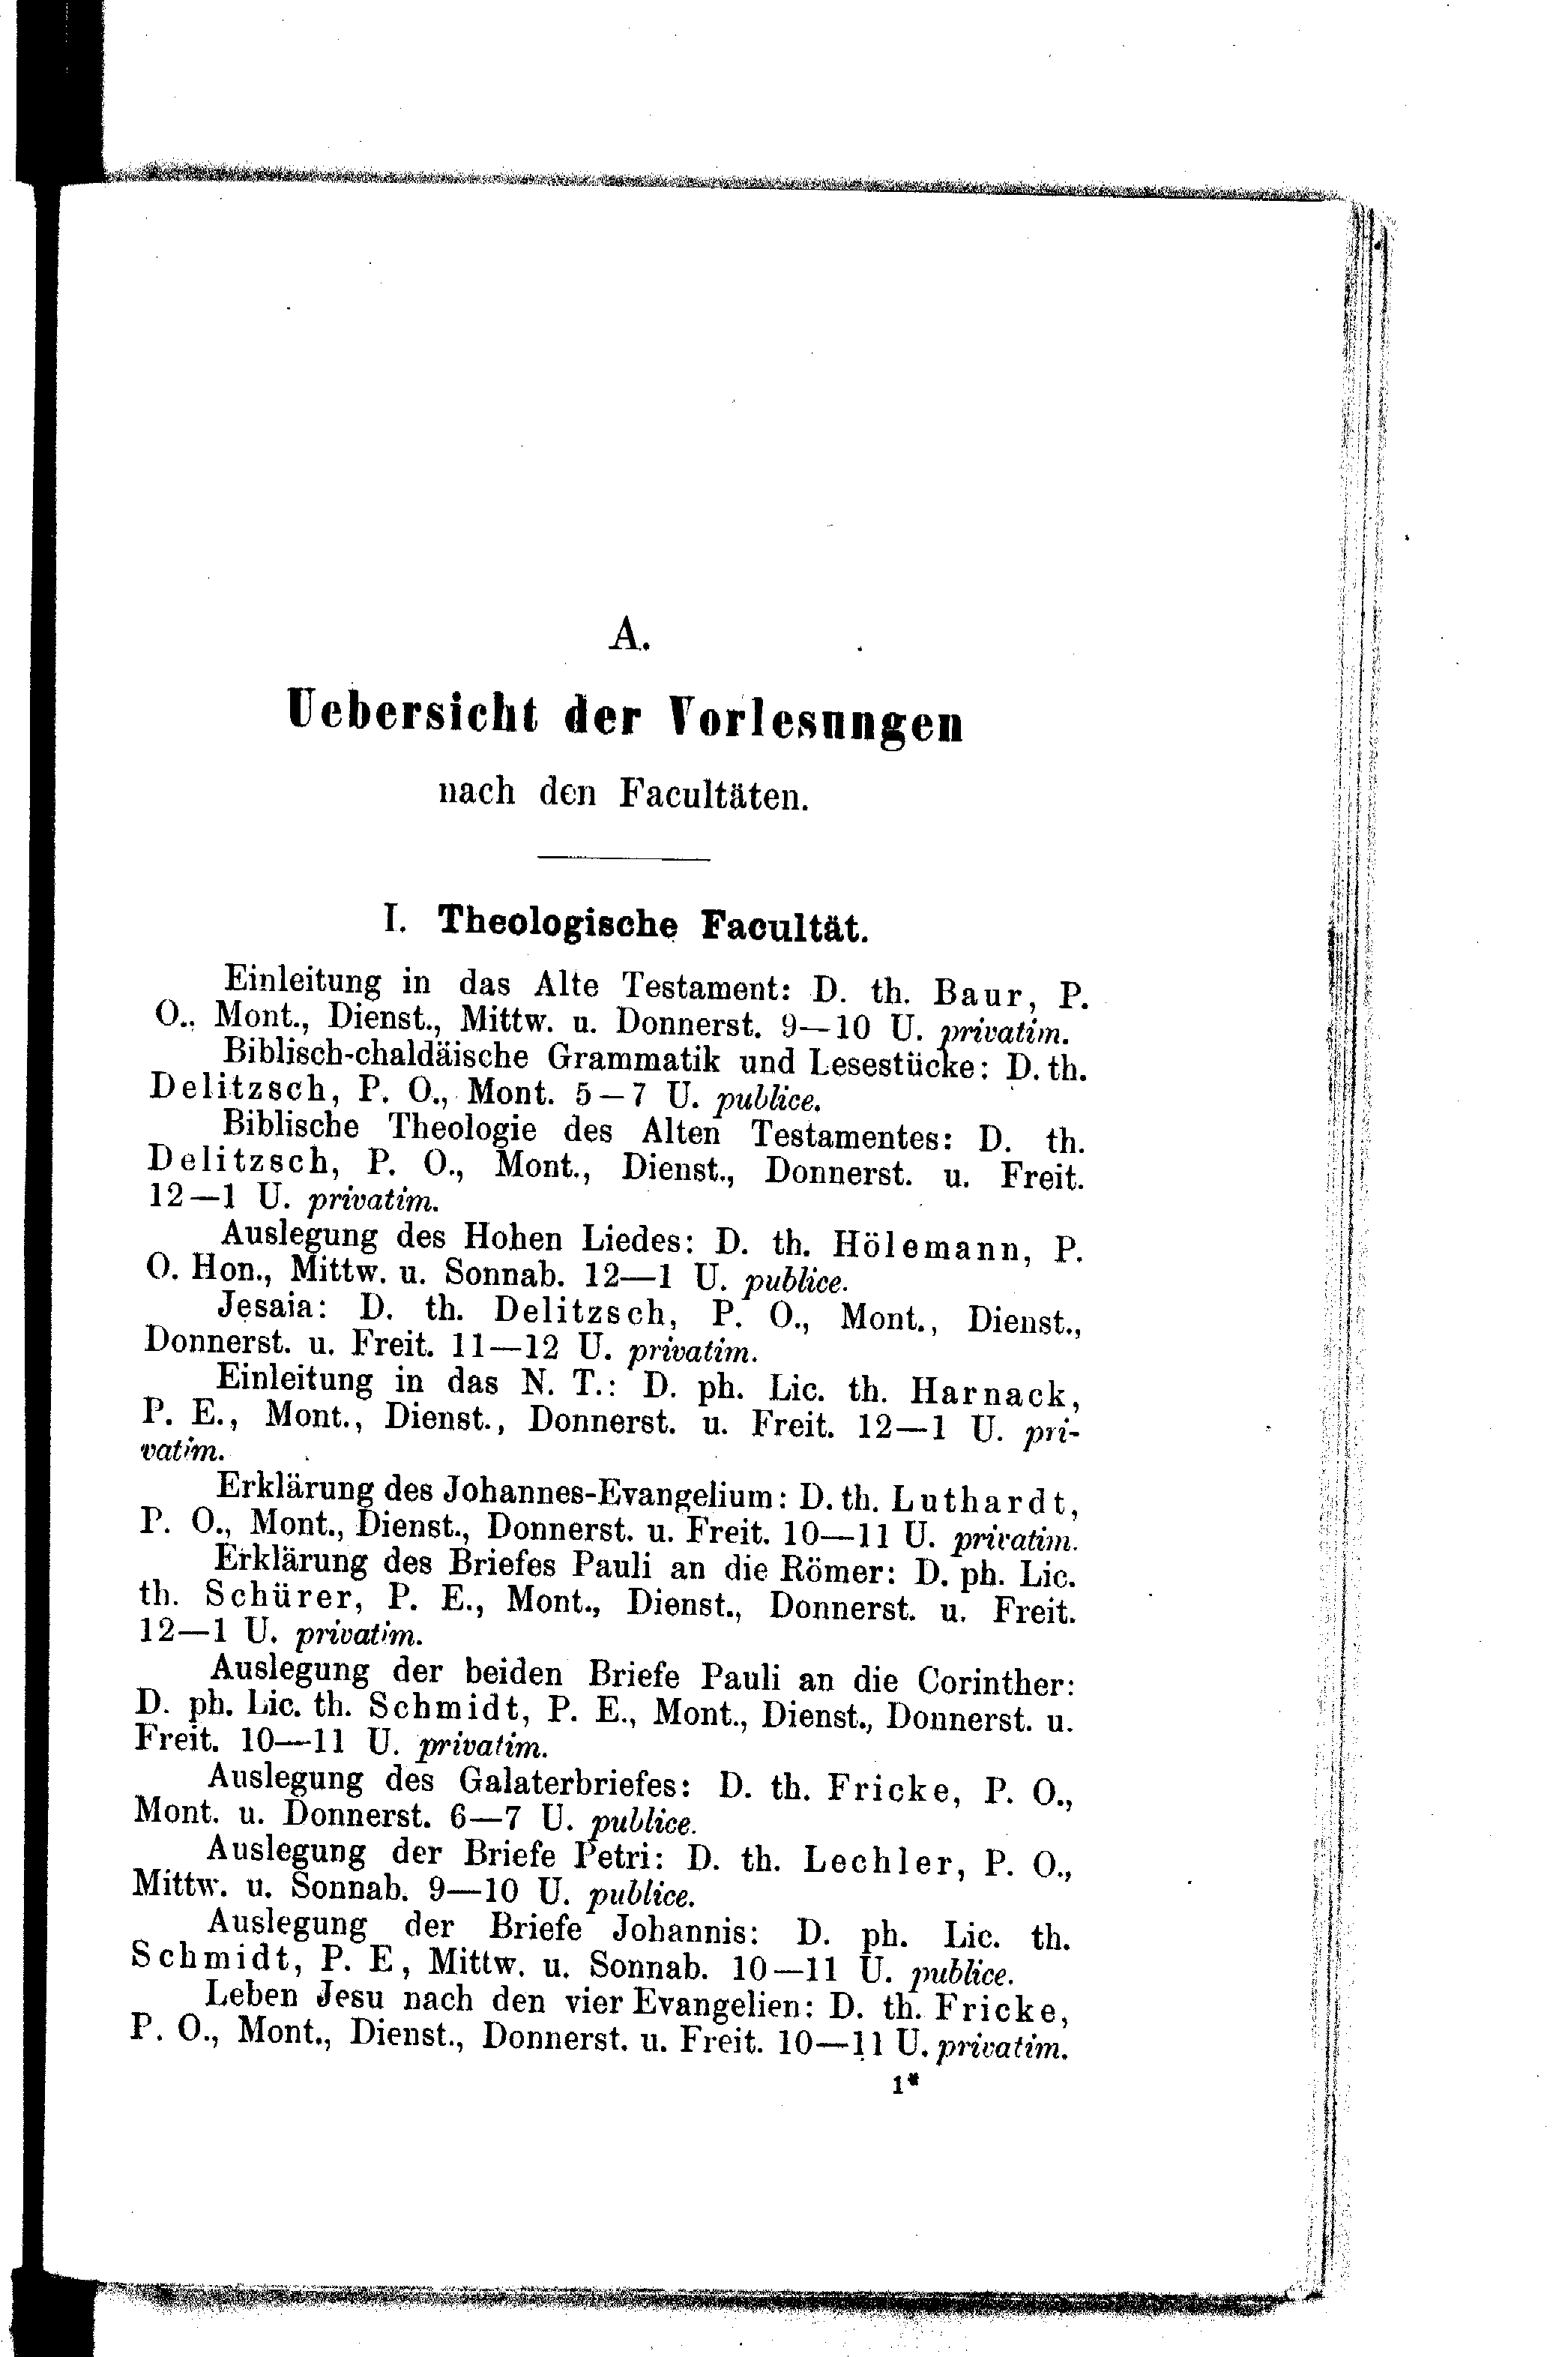 A.
Uebersicht der Vorlesungen
nach den Facultäten.
I. Theologische Facultät.
Einleitung in das Alte Testament: D. th. Baur, P.
O., Mont., Dienst., Mittw. u. Donnerst. 9—10 U. privatim.
Biblisch-chaldäische Grammatik und Lesestücke: D. th.
Delitzsch, P. O., Mont. 5—7 U. publice.
Biblische Theologie des Alten Testamentes: D. th.
Delitzsch, P. O., Mont., Dienst., Donnerst. u. Freit.
12—1 U. privatim.
Auslegung des Hohen Liedes: D. th. Hölemann, P.
O. Hon., Mittw. u. Sonnab. 12—1 U. publice.
Jesaia: D. th. Delitzsch, P. O., Mont., Dienst.,
Donnerst. u. Freit. 11—12 U. privatim.
Einleitung in das N. T.: D. ph. Lic. th. Harnack,
P. E., Mont., Dienst., Donnerst. u. Freit. 12—1 U. pri-
vatim.
Erklärung des Johannes-Evangelium: D. th. Luthardt,
P. O., Mont., Dienst., Donnerst. u. Freit. 10—11 U. privatim.
Erklärung des Briefes Pauli an die Römer: D. ph. Lic.
th. Schürer, P. E., Mont., Dienst., Donnerst. u. Freit.
12—1 U. privatim.
Auslegung der beiden Briefe Pauli an die Corinther:
D. ph. Lic. th. Schmidt, P. E., Mont., Dienst., Donnerst. u.
Freit. 10—11 U. privatim.
Auslegung des Galaterbriefes: D. th. Fricke, P. O.,
Mont. u. Donnerst. 6—7 U. publice.
Auslegung der Briefe Petri: D. th. Lechler, P. O.,
Mittw. u. Sonnab. 9—10 U. publice.
Auslegung der Briefe Johannis: D. ph. Lic. th.
Schmidt, P. E, Mittw. u. Sonnab. 10—11 U. publice.
Leben Jesu nach den vier Evangelien: D. th. Fricke,
P. O., Mont., Dienst., Donnerst. u. Freit. 10—11 U. privatim.
1*